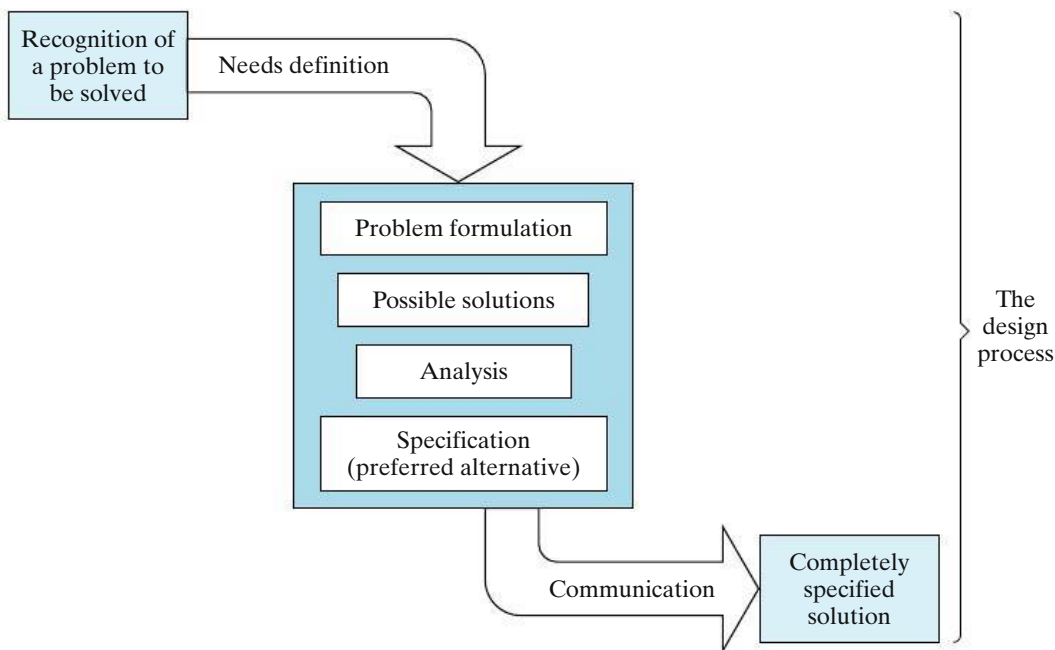 Recognition of
a problem to
be solved
Needs definition
Problem formulation
Possible solutions
Analysis
Specification
(preferred alternative)
Communication
Completely
specified
solution
The
design
process